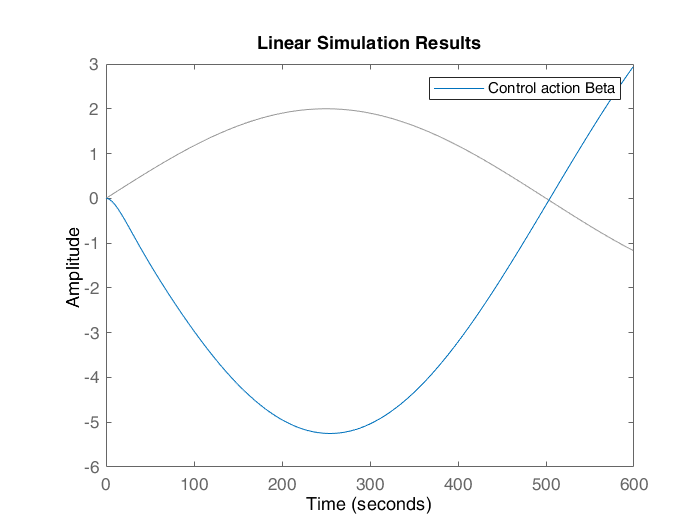 Linear Simulation Results
Control action Beta
3
2
1
0
-1
-2
-3
-4
-5
-6
Amplitude
0 100 200 300 400 500 600
Time (seconds)